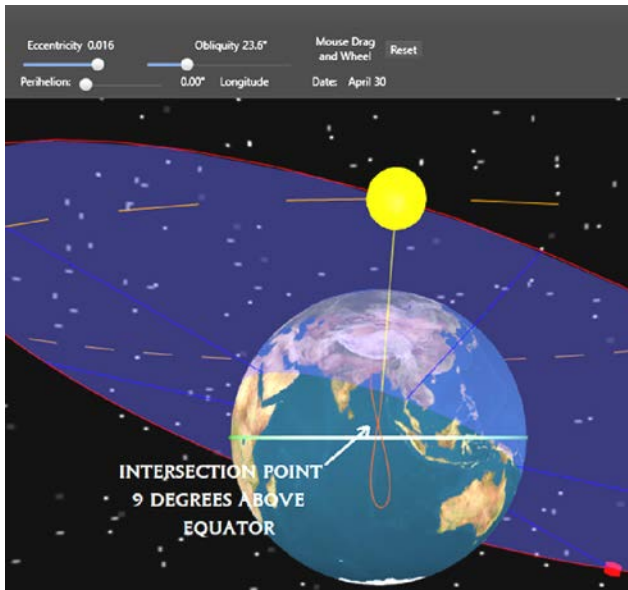 Eccentricity 0.016 Obliquity 23.6° Mouse Drag
and Wheel Reset
Perihelion: 0.00° Longitude Date: April 30
INTERSECTION POINT
9 DEGREES ABOVE
EQUATOR